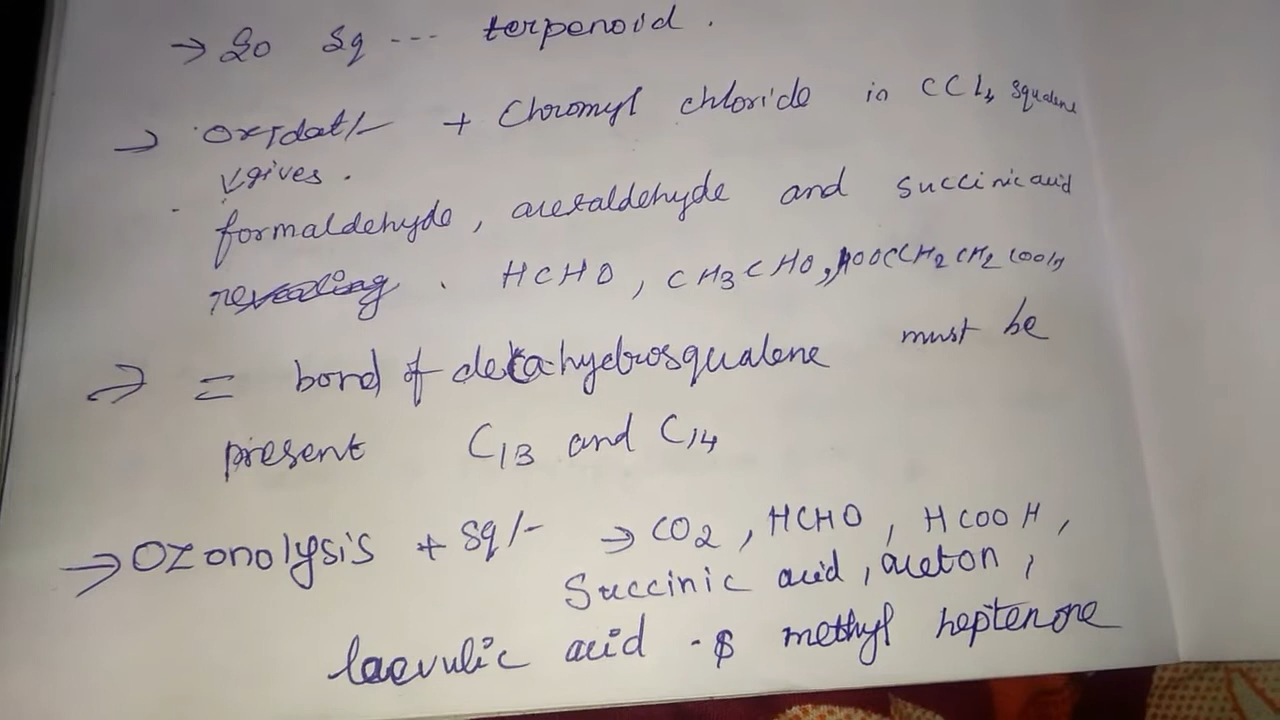 → So Sq --- terpenoid.
→ oxidat/- + Chromyl chloride in CCl4 squalene
gives.
formaldehyde, acetaldehyde and succinic acid
revealing. HCHO, CH3CHO, HOOCCH2CH2COOH
⇒ = bond of dekahydrosqualene must be
present C13 and C14
⇒ Ozonolysis + Sq/- → CO2, HCHO, HCOOH,
Succinic acid, aceton,
laevulic acid . $ methyl heptenone